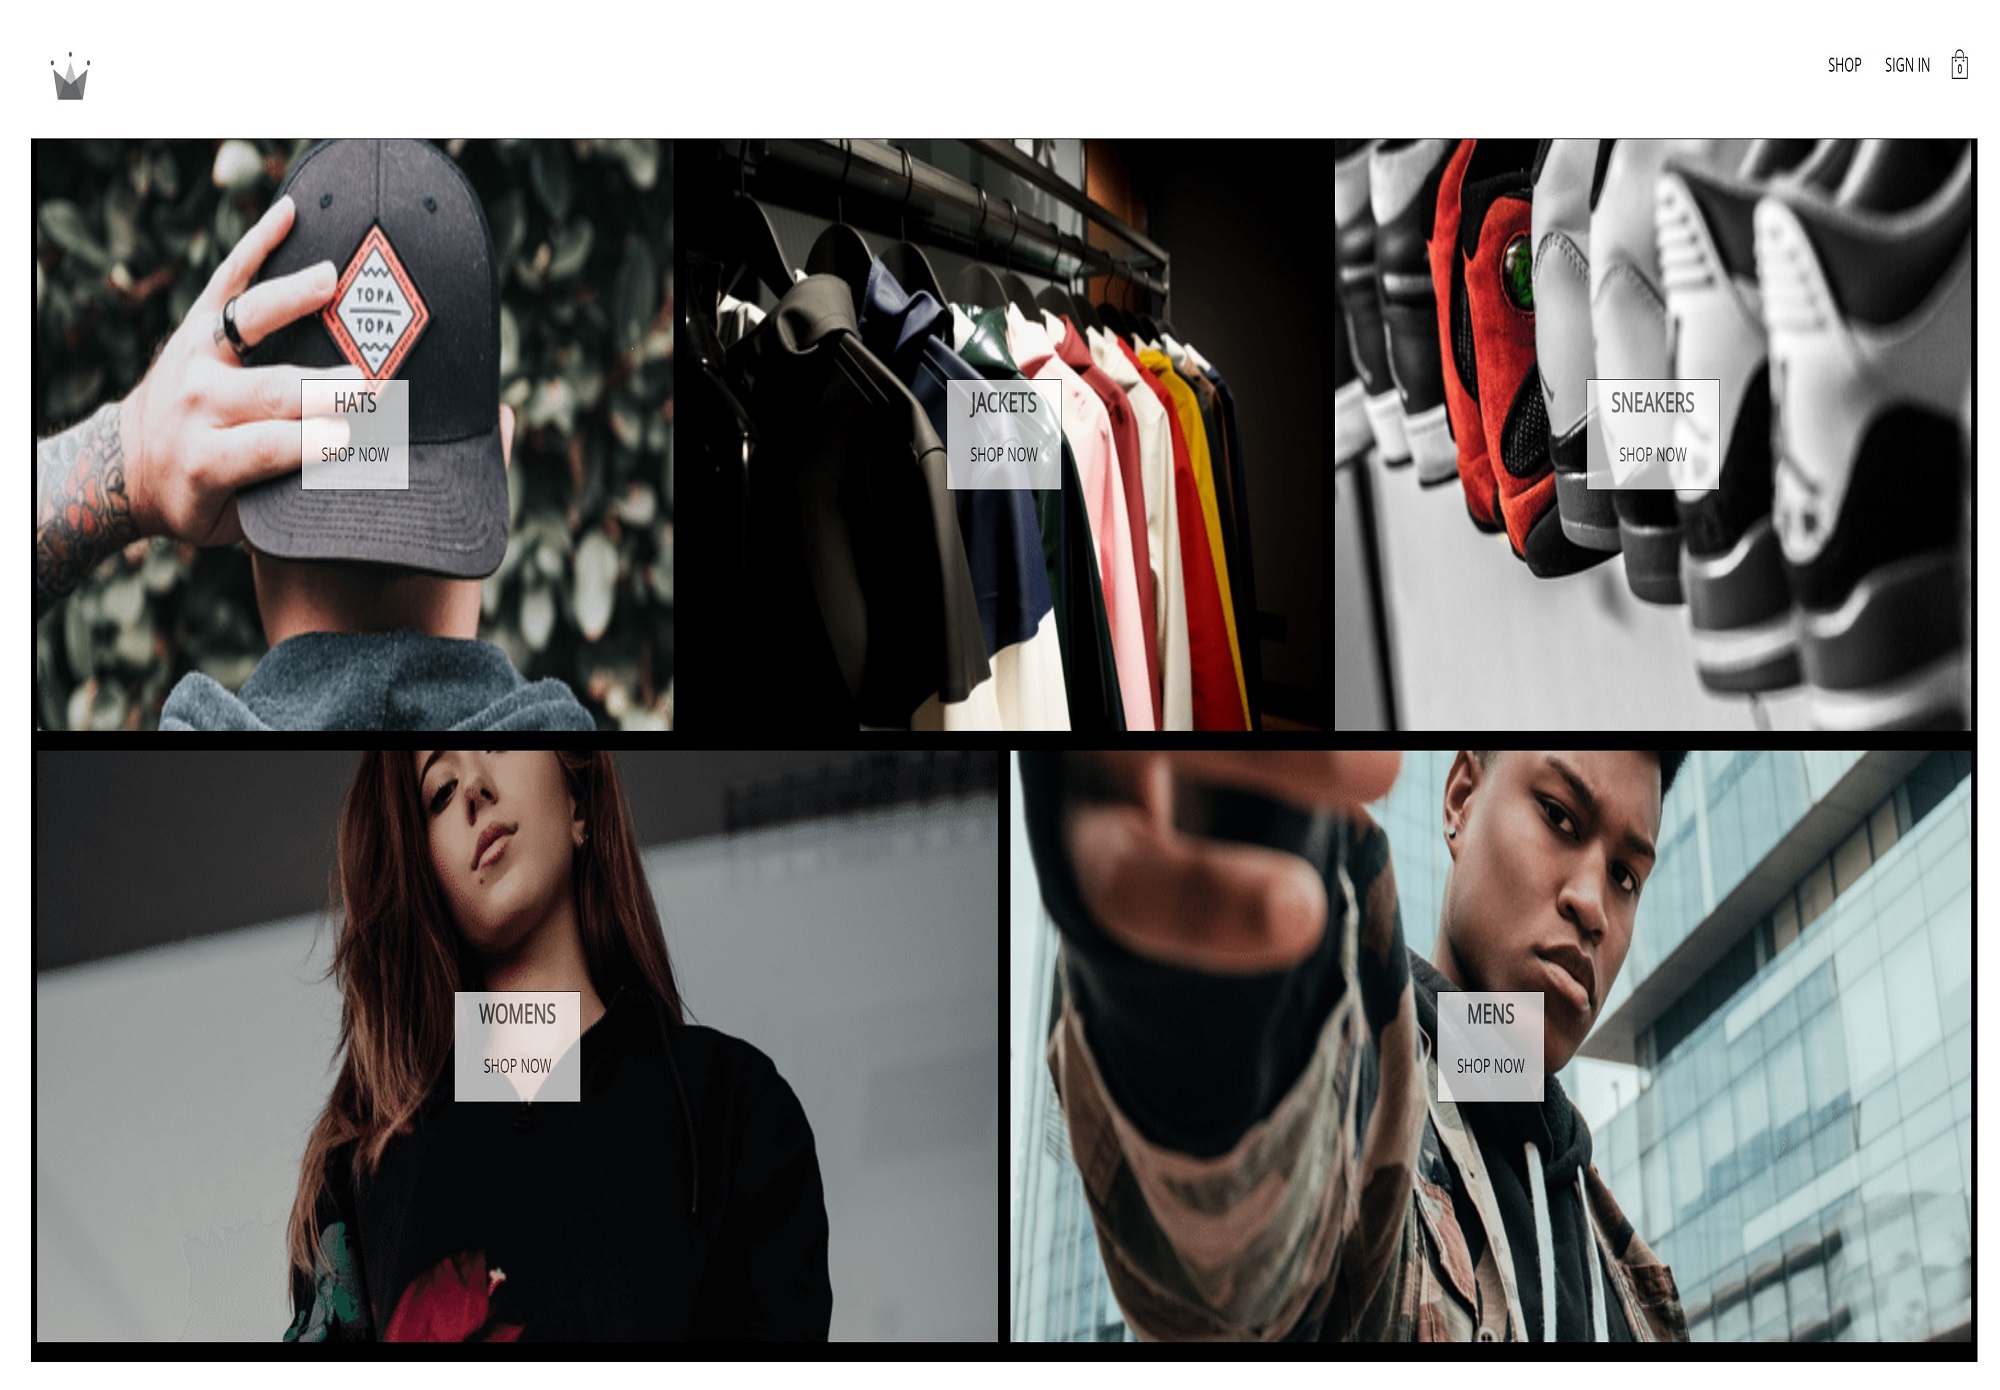 SHOP
SIGN IN
0
TOPA
TOPA
HATS
SHOP NOW
JACKETS
SHOP NOW
SNEAKERS
SHOP NOW
WOMENS
SHOP NOW
MENS
SHOP NOW